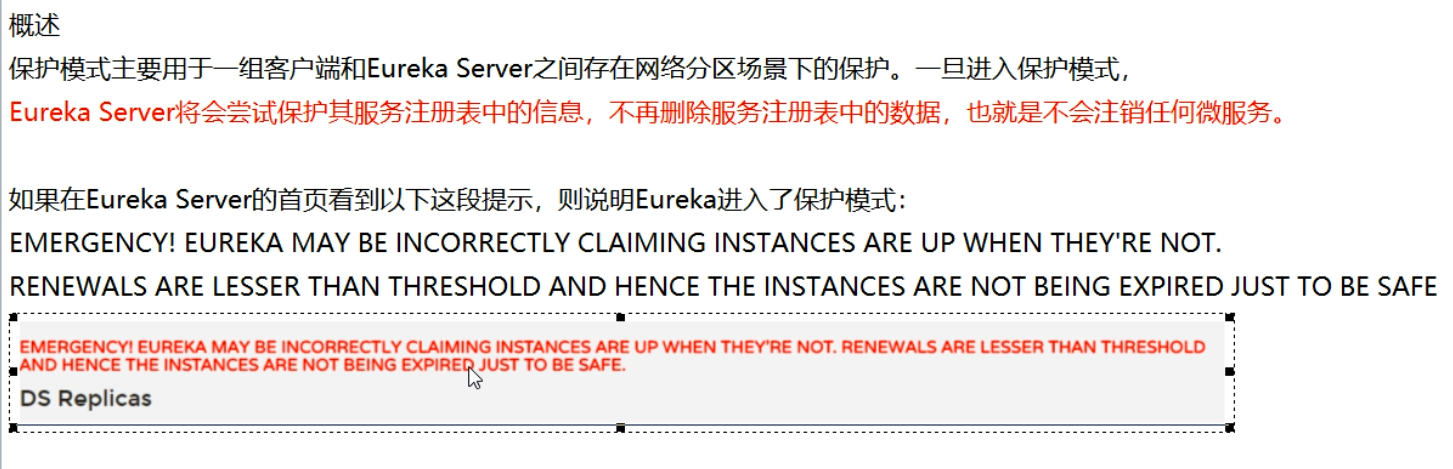 概述
保护模式主要用于一组客户端和Eureka Server之间存在网络分区场景下的保护。一旦进入保护模式，
Eureka Server将会尝试保护其服务注册表中的信息，不再删除服务注册表中的数据，也就是不会注销任何微服务。
如果在Eureka Server的首页看到以下这段提示，则说明Eureka进入了保护模式：
EMERGENCY! EUREKA MAY BE INCORRECTLY CLAIMING INSTANCES ARE UP WHEN THEY'RE NOT.
RENEWALS ARE LESSER THAN THRESHOLD AND HENCE THE INSTANCES ARE NOT BEING EXPIRED JUST TO BE SAFE
EMERGENCY! EUREKA MAY BE INCORRECTLY CLAIMING INSTANCES ARE UP WHEN THEY'RE NOT. RENEWALS ARE LESSER THAN THRESHOLD
AND HENCE THE INSTANCES ARE NOT BEING EXPIRED JUST TO BE SAFE.
DS Replicas